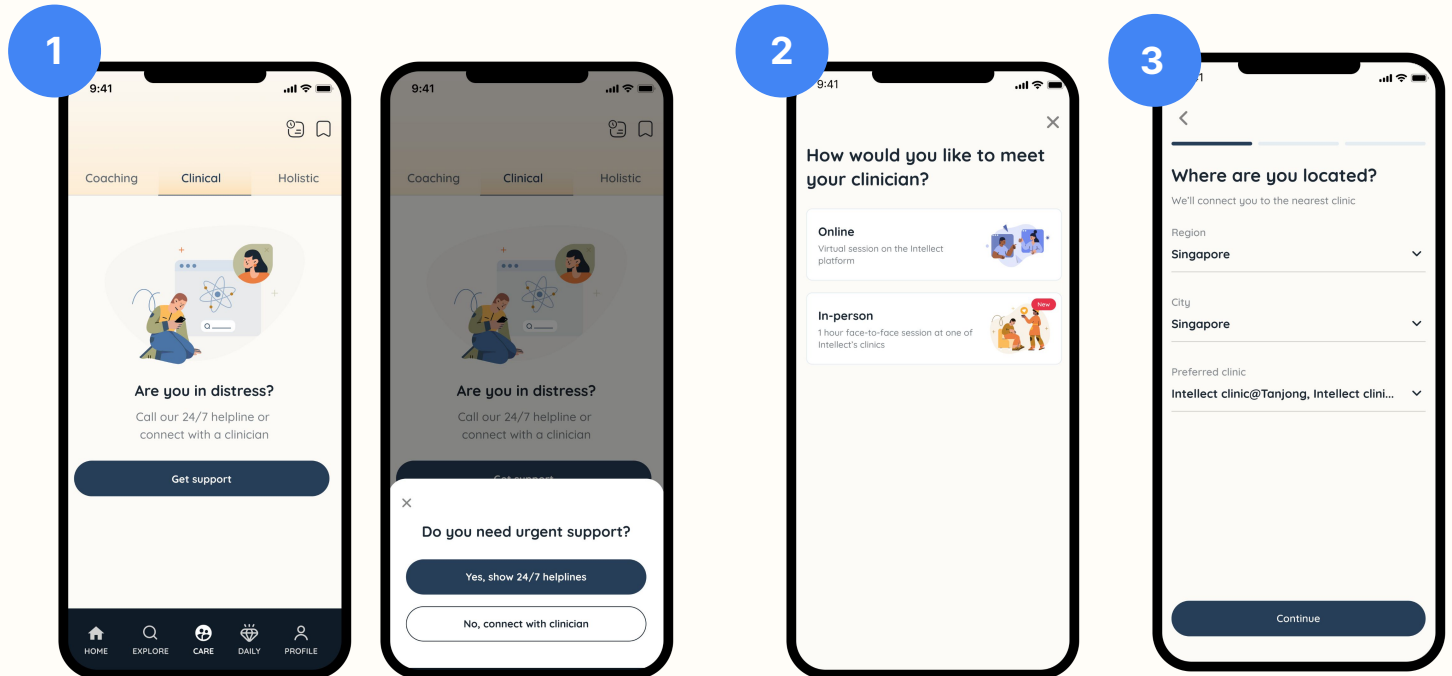 1
9:41
Coaching
Clinical
Holistic
Are you in distress?
Call our 24/7 helpline or
connect with a clinician
Get support
HOME
EXPLORE
CARE
DAILY
PROFILE
9:41
Coaching
Clinical
Holistic
Are you in distress?
Call our 24/7 helpline or
connect with a clinician
Get support
Do you need urgent support?
Yes, show 24/7 helplines
No, connect with clinician
2
9:41
How would you like to meet
your clinician?
Online
Virtual session on the Intellect
platform
New
In-person
1 hour face-to-face session at one of
Intellect's clinics
3
Where are you located?
We'll connect you to the nearest clinic
Region
Singapore
City
Singapore
Preferred clinic
Intellect clinic@Tanjong, Intellect clini...
Continue